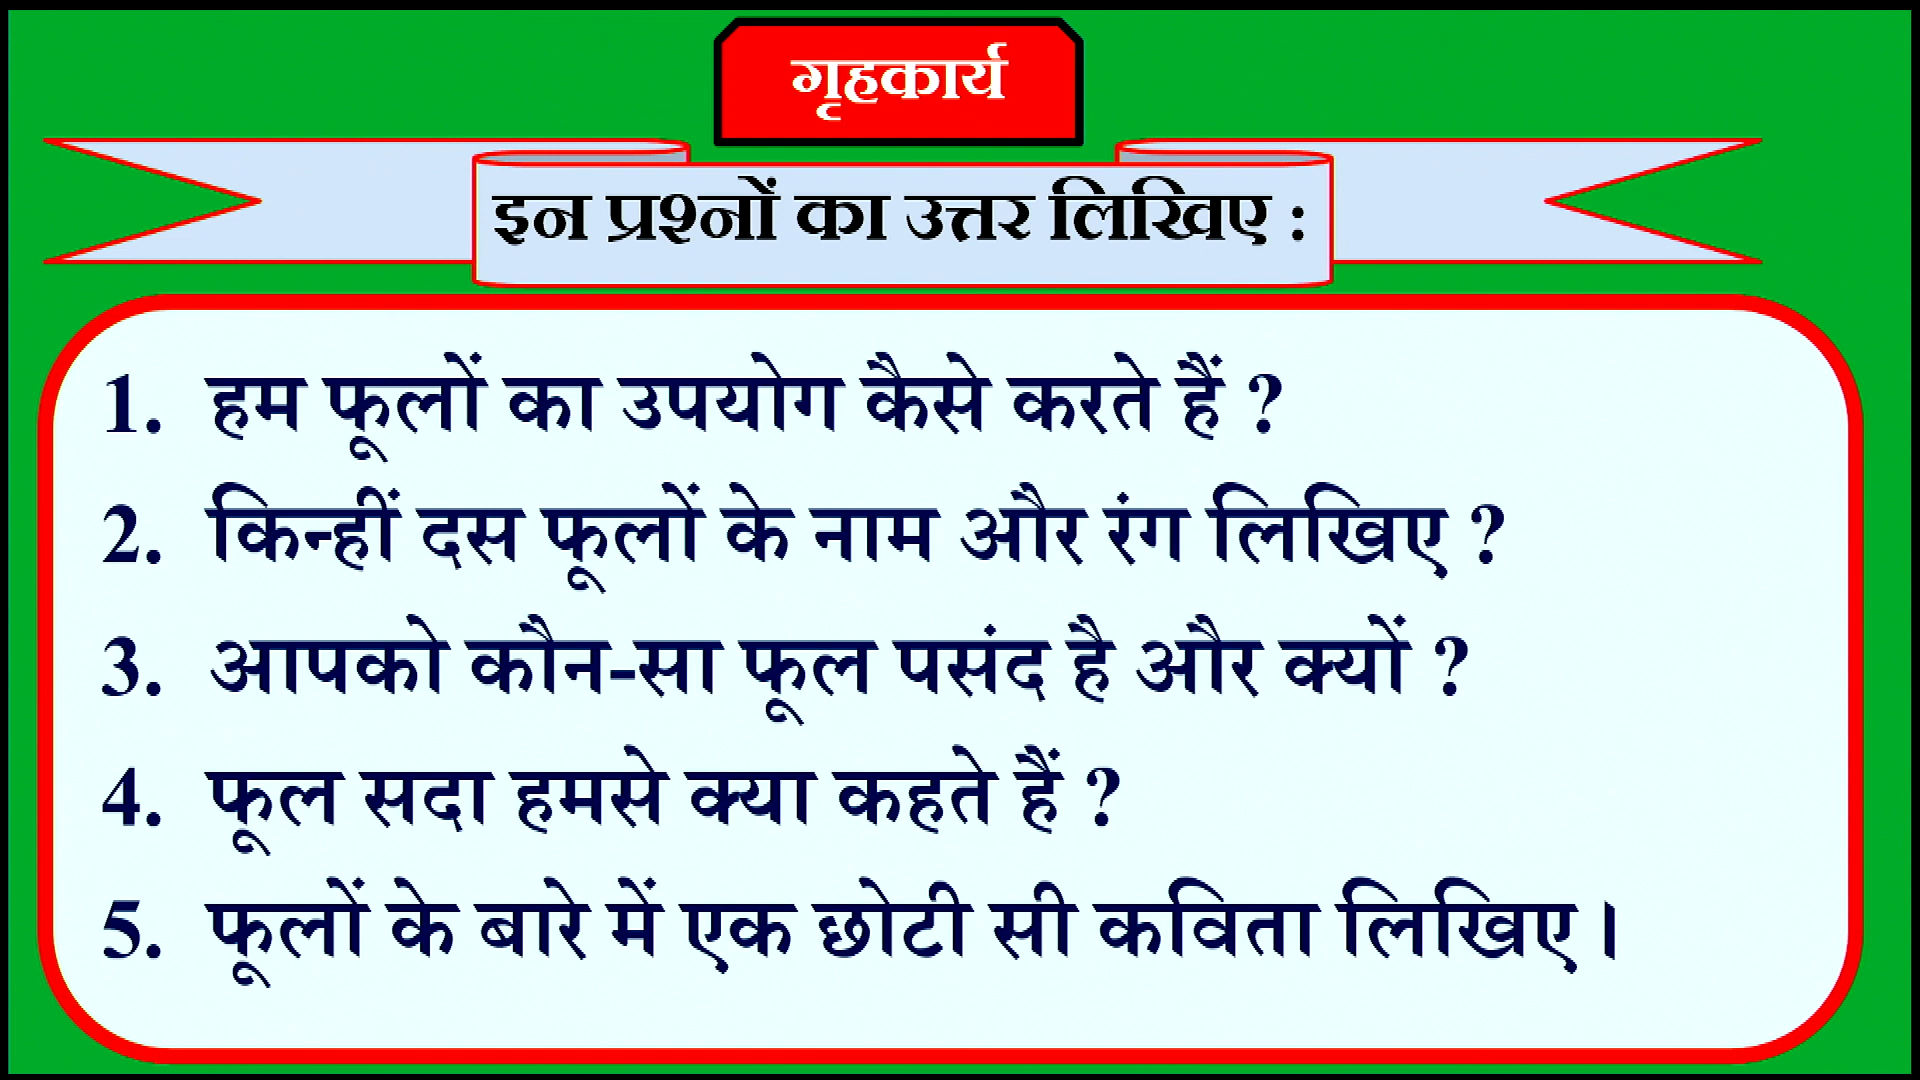 गृहकार्य
इन प्रश्नों का उत्तर लिखिए :
1. हम फूलों का उपयोग कैसे करते हैं ?
2. किन्हीं दस फूलों के नाम और रंग लिखिए ?
3. आपको कौन-सा फूल पसंद है और क्यों ?
4. फूल सदा हमसे क्या कहते हैं ?
5. फूलों के बारे में एक छोटी सी कविता लिखिए ।